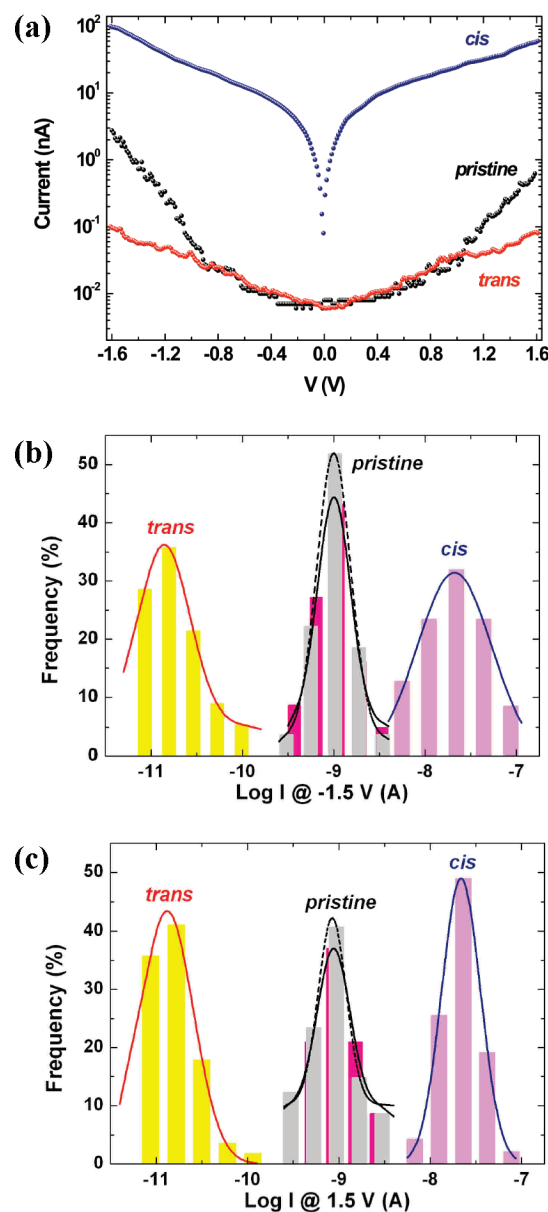 (a)
10²
10¹
10⁰
10⁻¹
10⁻²
Current (nA)
cis
pristine
trans
-1.6 -1.2 -0.8 -0.4 0.0 0.4 0.8 1.2 1.6
V (V)
(b)
50
40
30
20
10
0
Frequency (%)
trans
pristine
cis
-11 -10 -9 -8 -7
Log I @ -1.5 V (A)
(c)
50
40
30
20
10
0
Frequency (%)
trans
pristine
cis
-11 -10 -9 -8 -7
Log I @ 1.5 V (A)